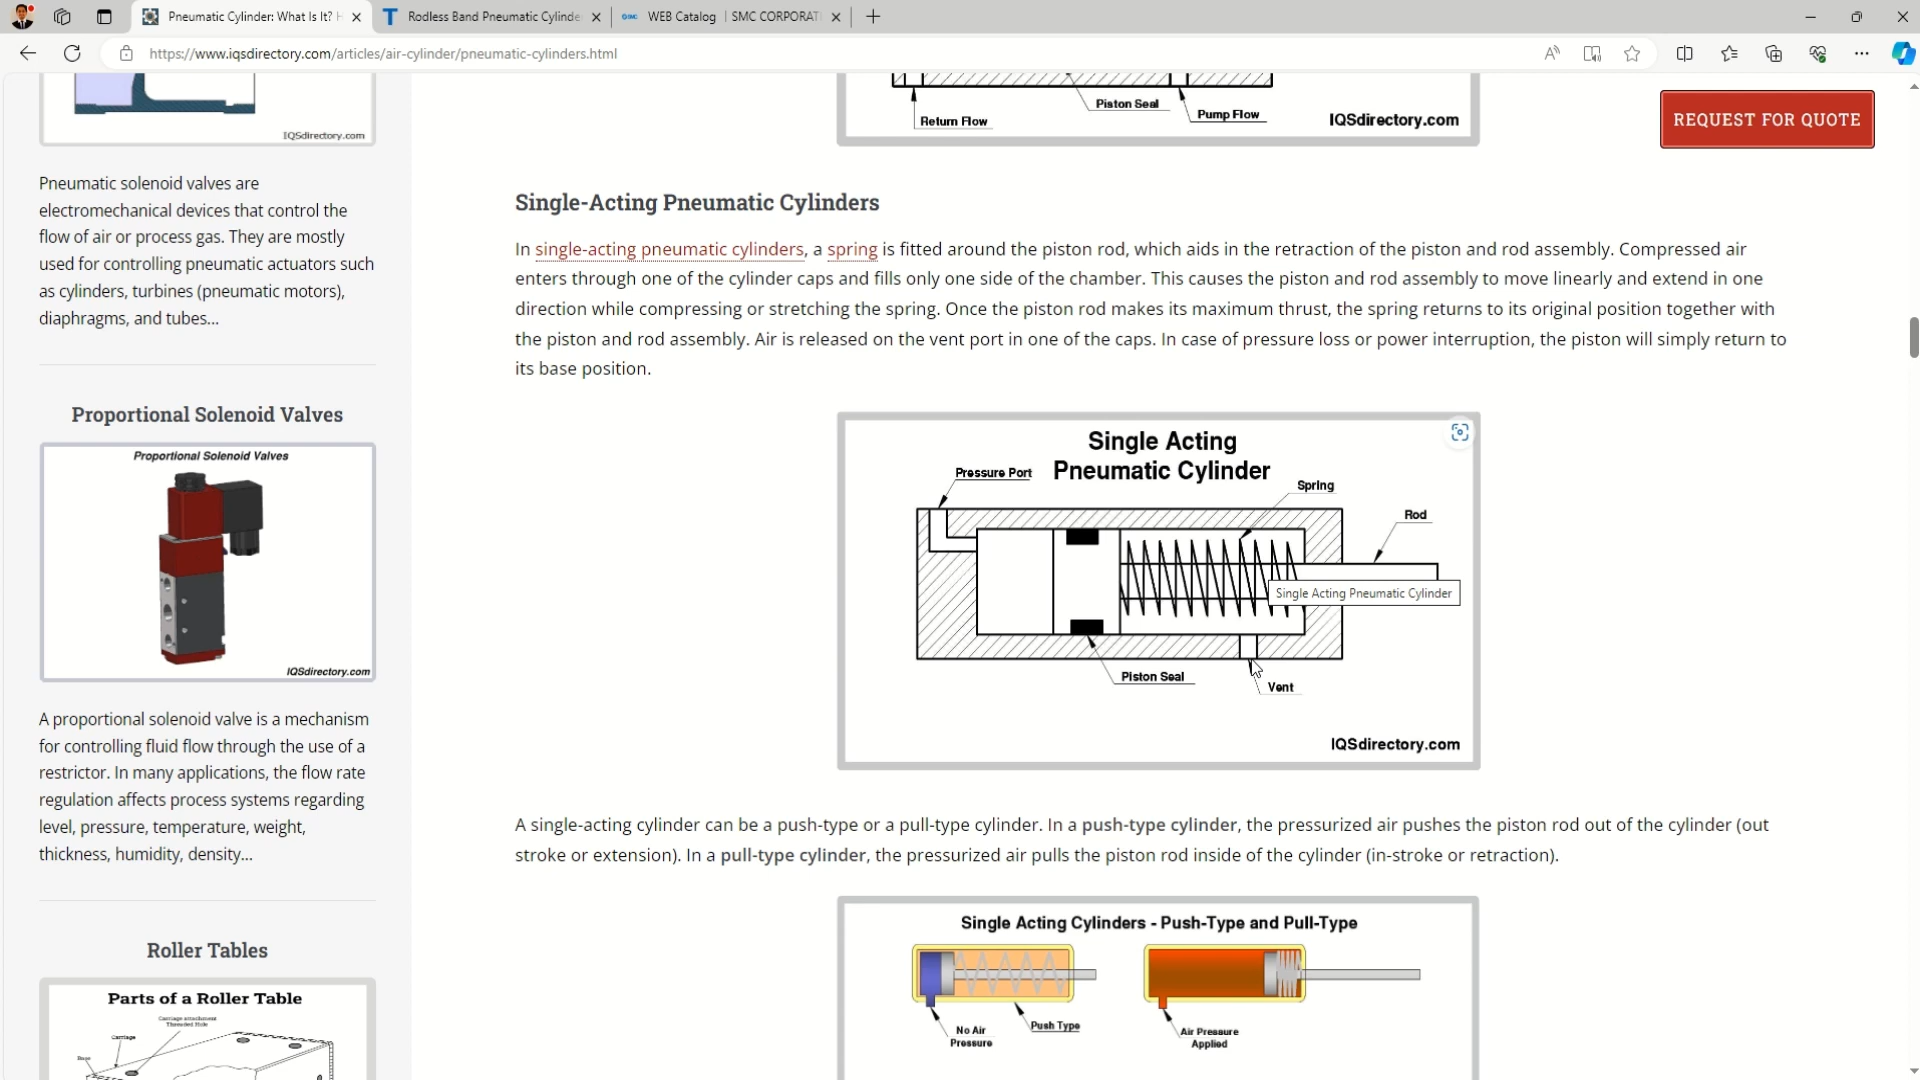 Pneumatic Cylinder: What Is It? H
Rodless Band Pneumatic Cylinde
SMC WEB Catalog | SMC CORPORATI
https://www.iqsdirectory.com/articles/air-cylinder/pneumatic-cylinders.html
REQUEST FOR QUOTE
IQSdirectory.com
Pneumatic solenoid valves are
electromechanical devices that control the
flow of air or process gas. They are mostly
used for controlling pneumatic actuators such
as cylinders, turbines (pneumatic motors),
diaphragms, and tubes...
Proportional Solenoid Valves
Proportional Solenoid Valves
IQSdirectory.com
A proportional solenoid valve is a mechanism
for controlling fluid flow through the use of a
restrictor. In many applications, the flow rate
regulation affects process systems regarding
level, pressure, temperature, weight,
thickness, humidity, density...
Roller Tables
Parts of a Roller Table
Carriage attachment
Threaded Hole
Carriage
Base
Return Flow
Piston Seal
Pump Flow
IQSdirectory.com
Single-Acting Pneumatic Cylinders
In single-acting pneumatic cylinders, a spring is fitted around the piston rod, which aids in the retraction of the piston and rod assembly. Compressed air
enters through one of the cylinder caps and fills only one side of the chamber. This causes the piston and rod assembly to move linearly and extend in one
direction while compressing or stretching the spring. Once the piston rod makes its maximum thrust, the spring returns to its original position together with
the piston and rod assembly. Air is released on the vent port in one of the caps. In case of pressure loss or power interruption, the piston will simply return to
its base position.
Single Acting
Pneumatic Cylinder
Pressure Port
Spring
Rod
Single Acting Pneumatic Cylinder
Piston Seal
Vent
IQSdirectory.com
A single-acting cylinder can be a push-type or a pull-type cylinder. In a push-type cylinder, the pressurized air pushes the piston rod out of the cylinder (out
stroke or extension). In a pull-type cylinder, the pressurized air pulls the piston rod inside of the cylinder (in-stroke or retraction).
Single Acting Cylinders - Push-Type and Pull-Type
No Air
Pressure
Push Type
Air Pressure
Applied